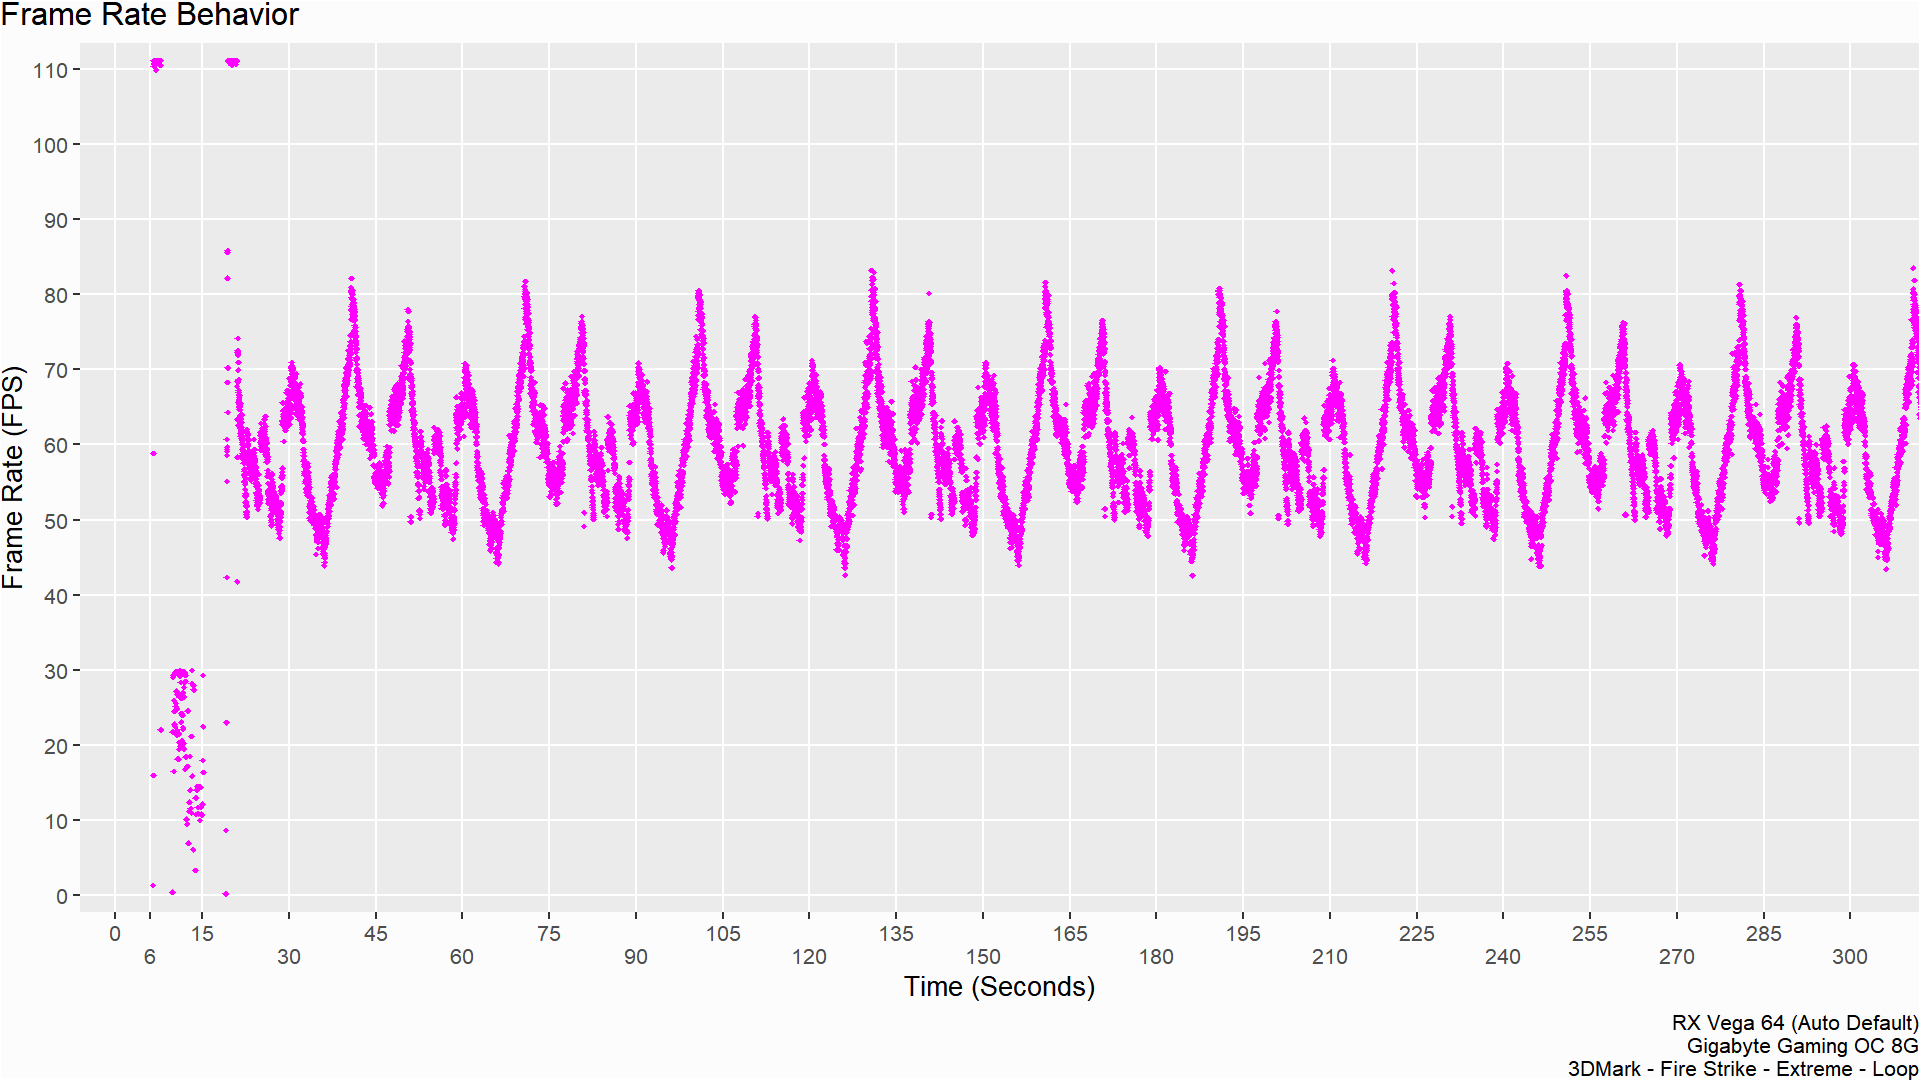 Frame Rate Behavior
110
100
90
80
70
60
50
40
30
20
10
0
Frame Rate (FPS)
0 15 45 75 105 135 165 195 225 255 285
6 30 60 90 120 150 180 210 240 270 300
Time (Seconds)
RX Vega 64 (Auto Default)
Gigabyte Gaming OC 8G
3DMark - Fire Strike - Extreme - Loop